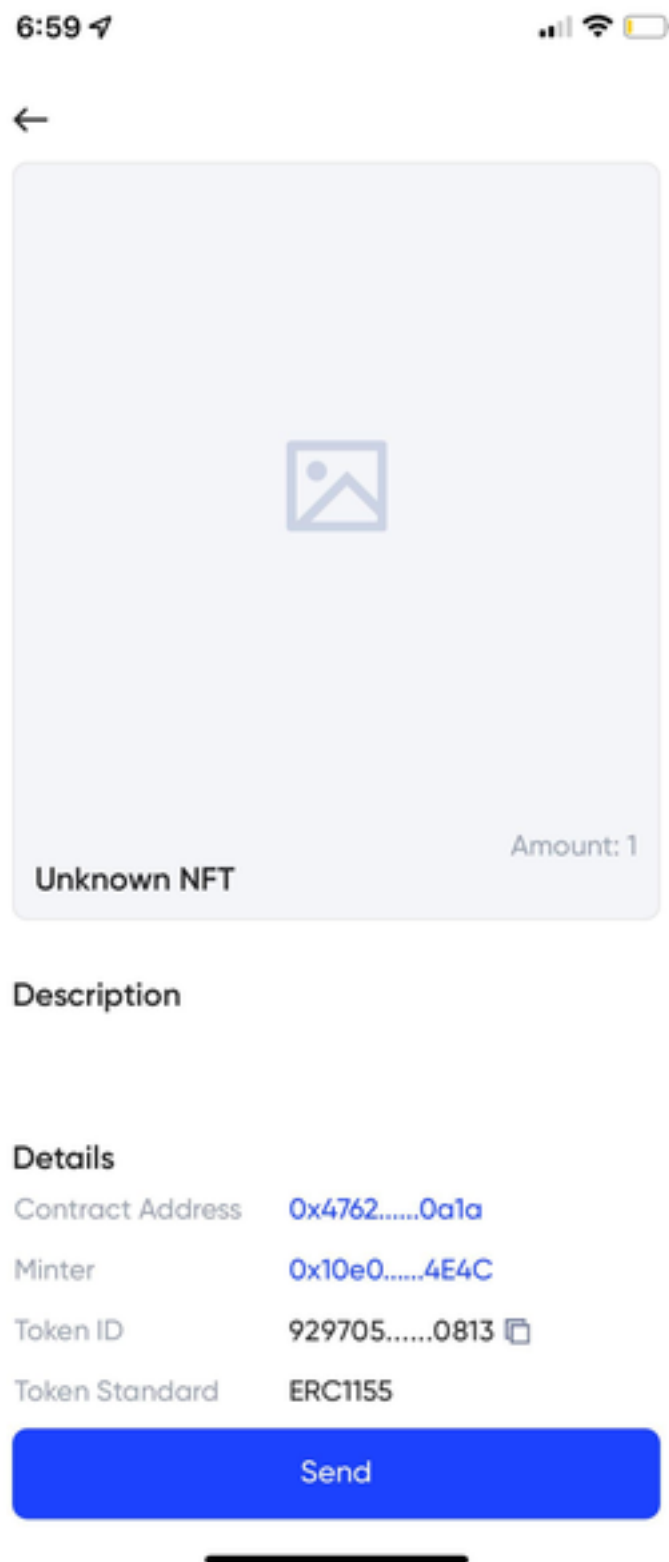 6:59
Amount: 1
Unknown NFT
Description
Details
Contract Address 0x4762......0a1a
Minter 0x10e0......4E4C
Token ID 929705......0813
Token Standard ERC1155
Send